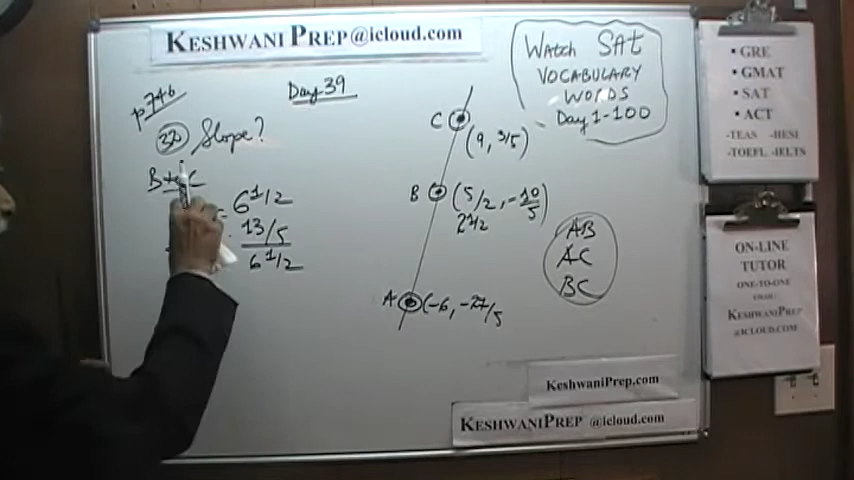 KESHWANI PREP@icloud.com
p746
Day 39
22 Slope?
B to C
= 6 1/2
13/5
6 1/2
C
(9, 3/5)
B (5/2, -10/5)
2 1/2
A (-6, -27/5
AB
AC
BC
WATCH SAT
VOCABULARY
WORDS
Day 1-100
• GRE
• GMAT
• SAT
• ACT
-TEAS -HESI
-TOEFL -IELTS
ON-LINE
TUTOR
ONE-TO-ONE
KESHWANIPREP
@ICLOUD.COM
KeshwaniPrep.com
KESHWANIPREP @icloud.com